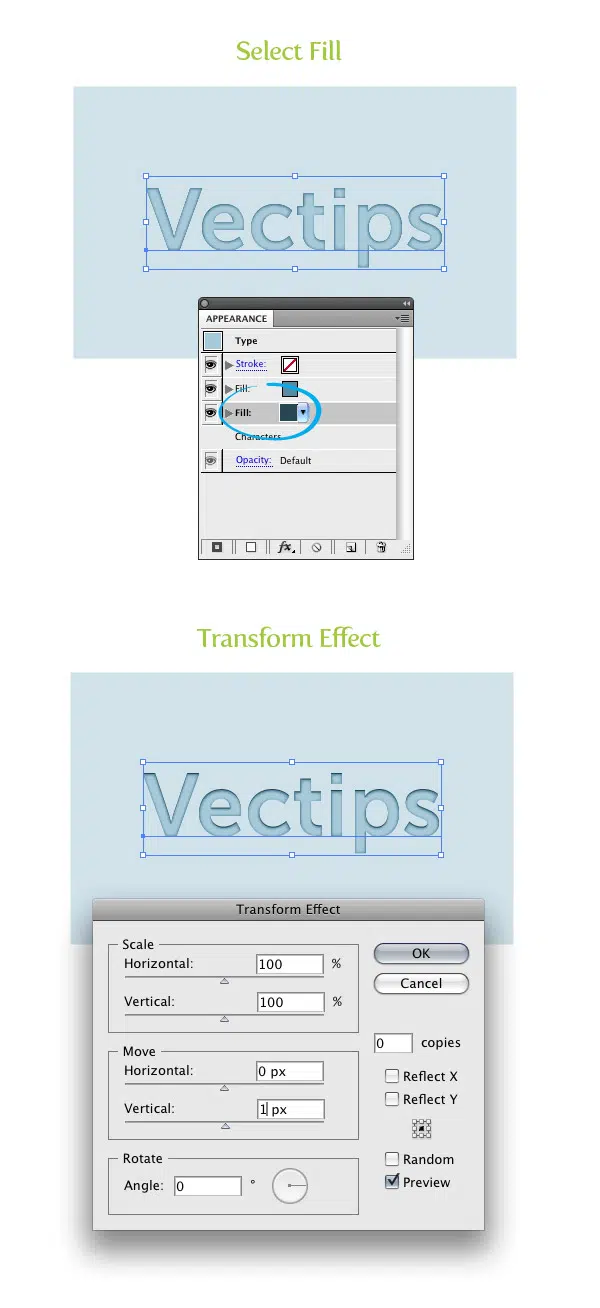 Select Fill
Vectips
APPEARANCE
Type
Stroke:
Fill:
Fill:
Characters
Opacity: Default
fx
Transform Effect
Vectips
Transform Effect
Scale
Horizontal: 100 %
OK
Vertical: 100 %
Cancel
Move
0 copies
Horizontal: 0 px
Reflect X
Reflect Y
Vertical: 1 px
Rotate
Random
Angle: 0 °
Preview